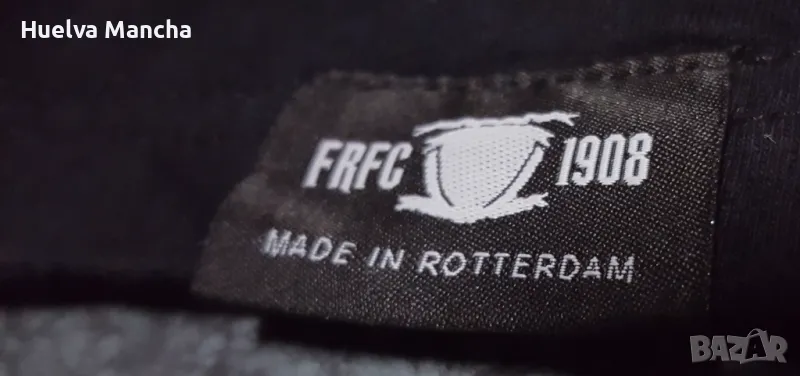 Huelva Mancha
FRFC 1908
MADE IN ROTTERDAM
BAZAR